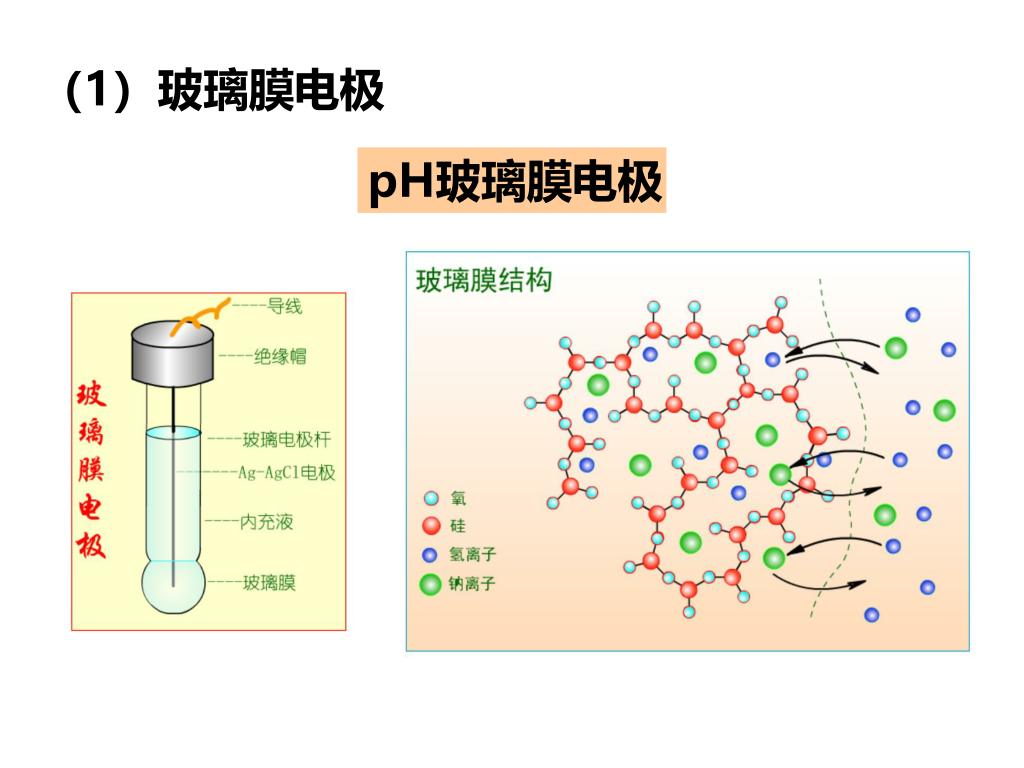 （1）玻璃膜电极
pH玻璃膜电极
玻璃膜电极
----导线
----绝缘帽
----玻璃电极杆
-------Ag-AgCl电极
----内充液
----玻璃膜
玻璃膜结构
氧
硅
氢离子
钠离子